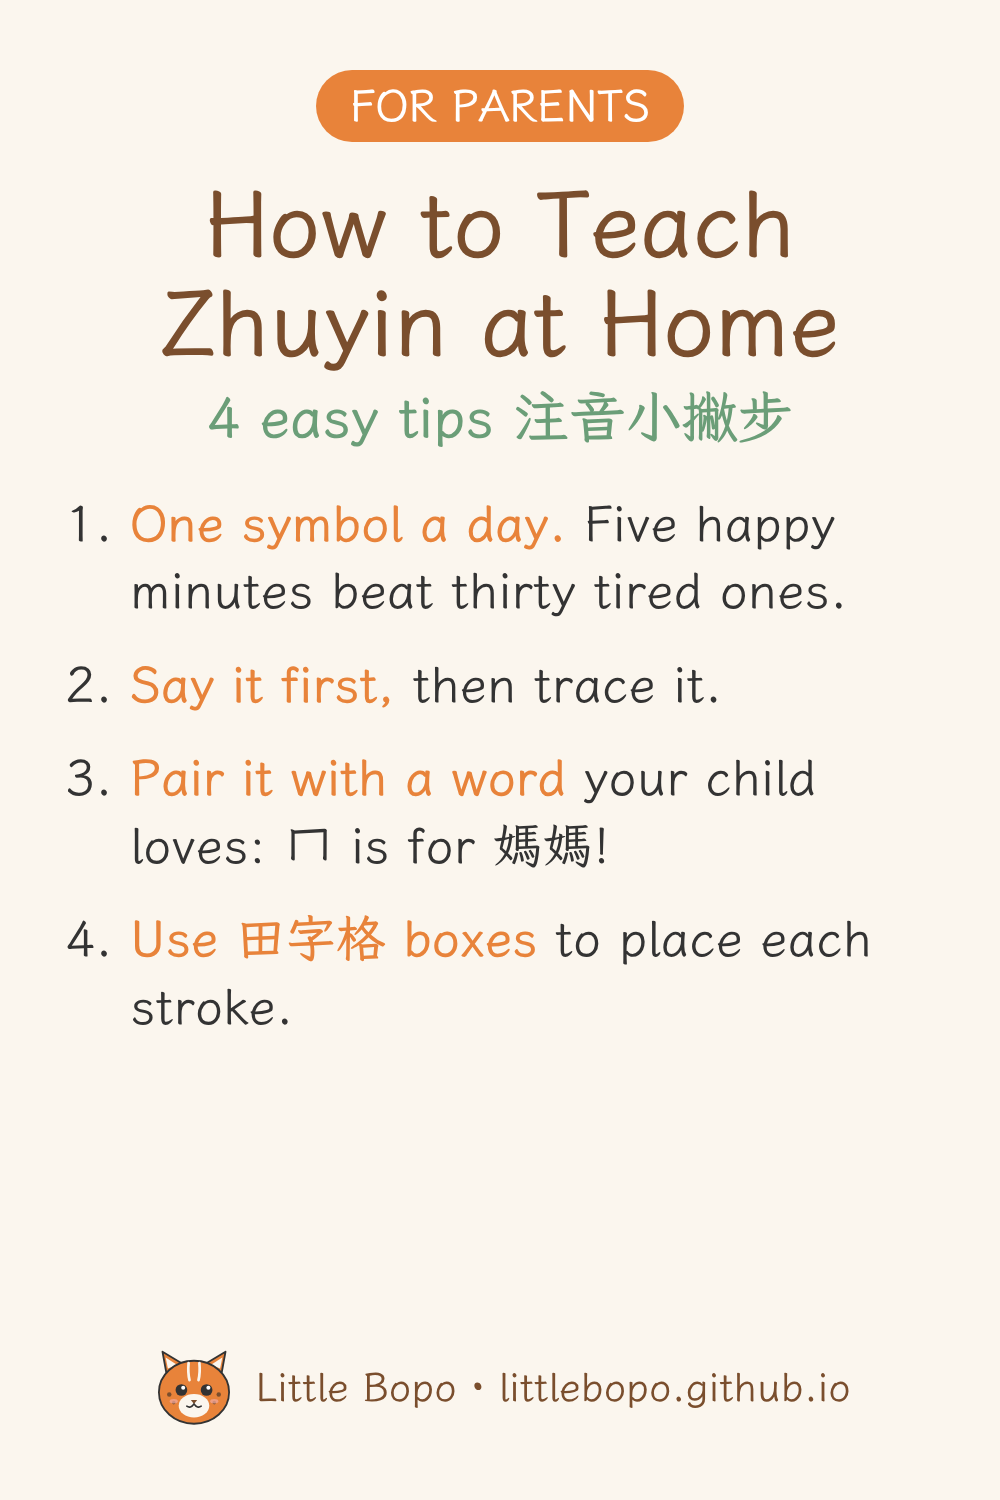 FOR PARENTS
How to Teach
Zhuyin at Home
4 easy tips 注音小撇步
1. One symbol a day. Five happy
minutes beat thirty tired ones.
2. Say it first, then trace it.
3. Pair it with a word your child
loves: ㄇ is for 媽媽!
4. Use 田字格 boxes to place each
stroke.
Little Bopo • littlebopo.github.io